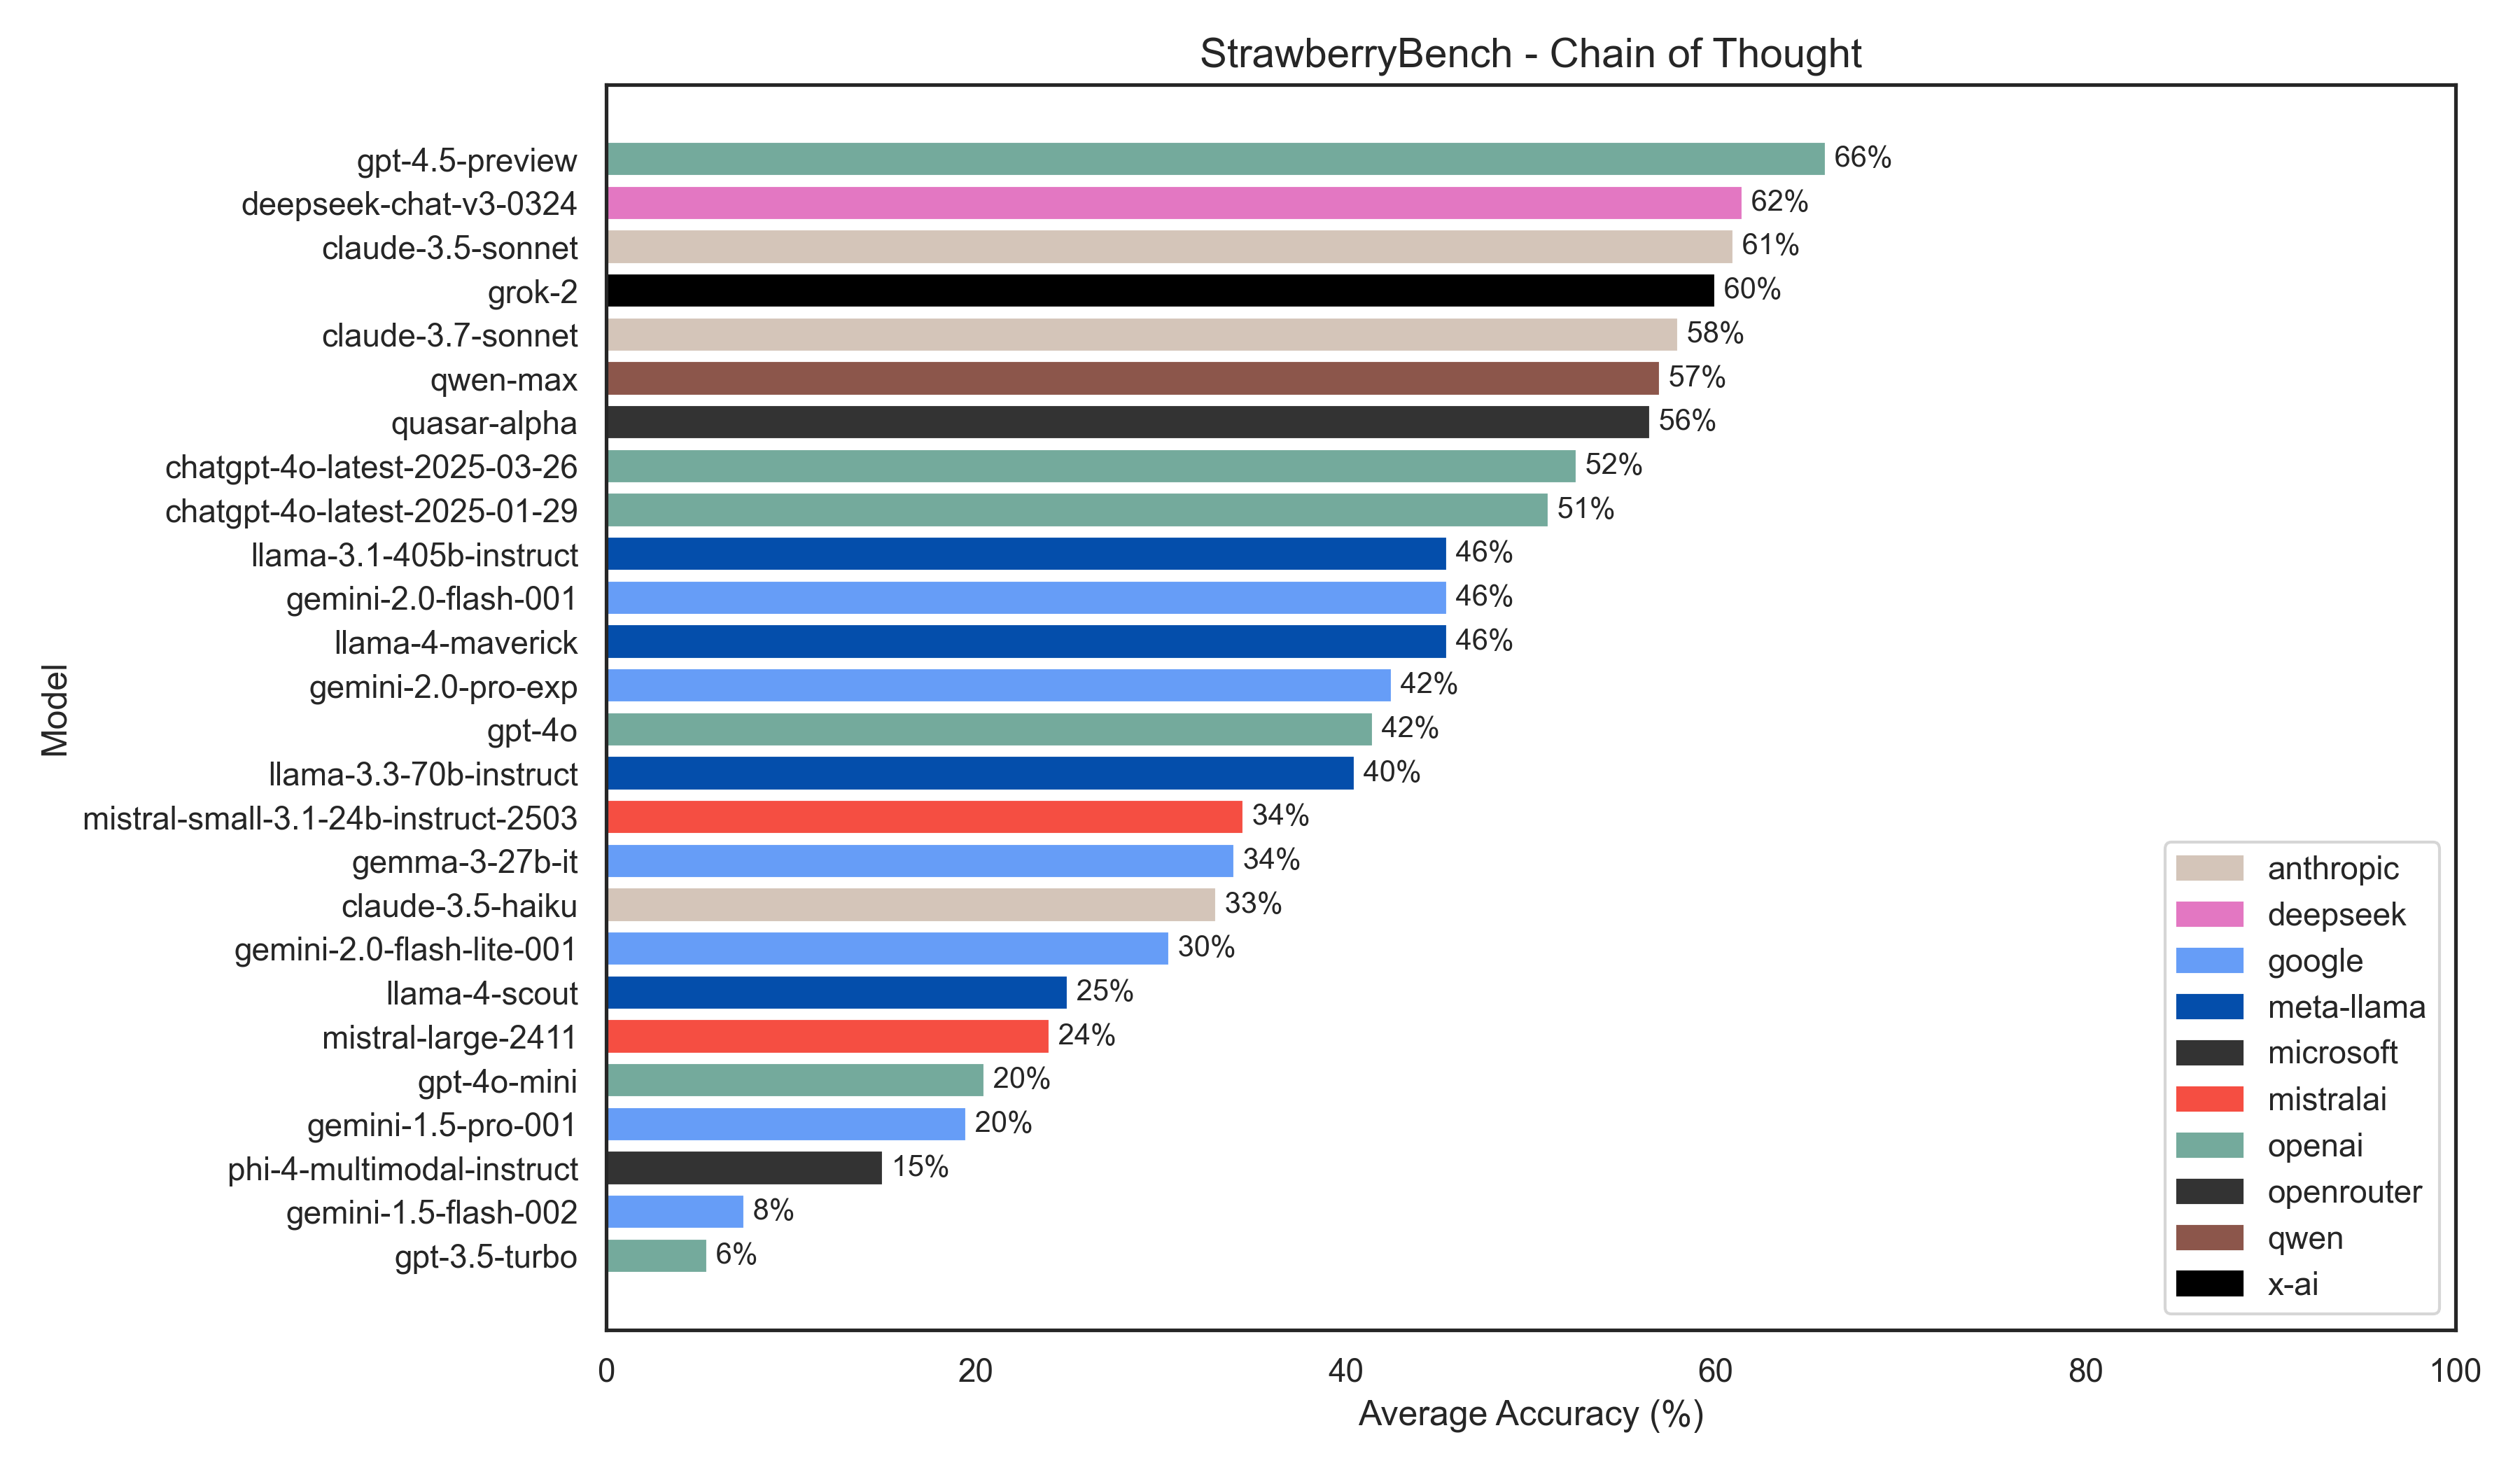 StrawberryBench - Chain of Thought
Model
gpt-4.5-preview 66%
deepseek-chat-v3-0324 62%
claude-3.5-sonnet 61%
grok-2 60%
claude-3.7-sonnet 58%
qwen-max 57%
quasar-alpha 56%
chatgpt-4o-latest-2025-03-26 52%
chatgpt-4o-latest-2025-01-29 51%
llama-3.1-405b-instruct 46%
gemini-2.0-flash-001 46%
llama-4-maverick 46%
gemini-2.0-pro-exp 42%
gpt-4o 42%
llama-3.3-70b-instruct 40%
mistral-small-3.1-24b-instruct-2503 34%
gemma-3-27b-it 34%
claude-3.5-haiku 33%
gemini-2.0-flash-lite-001 30%
llama-4-scout 25%
mistral-large-2411 24%
gpt-4o-mini 20%
gemini-1.5-pro-001 20%
phi-4-multimodal-instruct 15%
gemini-1.5-flash-002 8%
gpt-3.5-turbo 6%
anthropic
deepseek
google
meta-llama
microsoft
mistralai
openai
openrouter
qwen
x-ai
0 20 40 60 80 100
Average Accuracy (%)